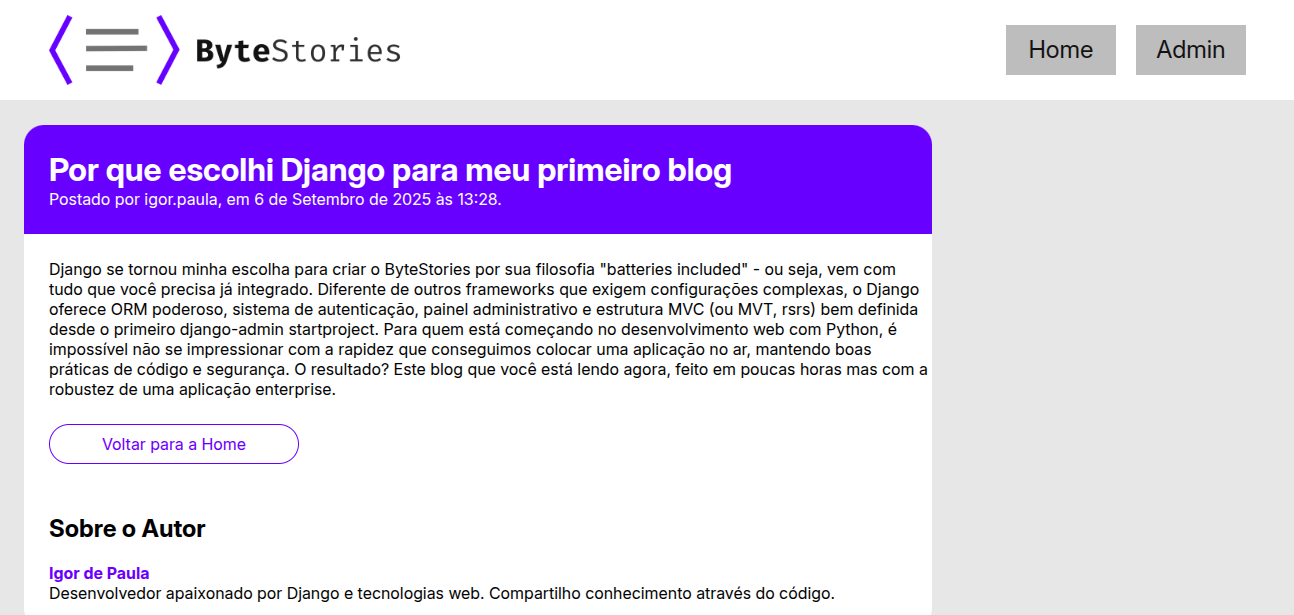 ByteStories
Home
Admin
Por que escolhi Django para meu primeiro blog
Postado por igor.paula, em 6 de Setembro de 2025 às 13:28.
Django se tornou minha escolha para criar o ByteStories por sua filosofia "batteries included" - ou seja, vem com
tudo que você precisa já integrado. Diferente de outros frameworks que exigem configurações complexas, o Django
oferece ORM poderoso, sistema de autenticação, painel administrativo e estrutura MVC (ou MVT, rsrs) bem definida
desde o primeiro django-admin startproject. Para quem está começando no desenvolvimento web com Python, é
impossível não se impressionar com a rapidez que conseguimos colocar uma aplicação no ar, mantendo boas
práticas de código e segurança. O resultado? Este blog que você está lendo agora, feito em poucas horas mas com a
robustez de uma aplicação enterprise.
Voltar para a Home
Sobre o Autor
Igor de Paula
Desenvolvedor apaixonado por Django e tecnologias web. Compartilho conhecimento através do código.